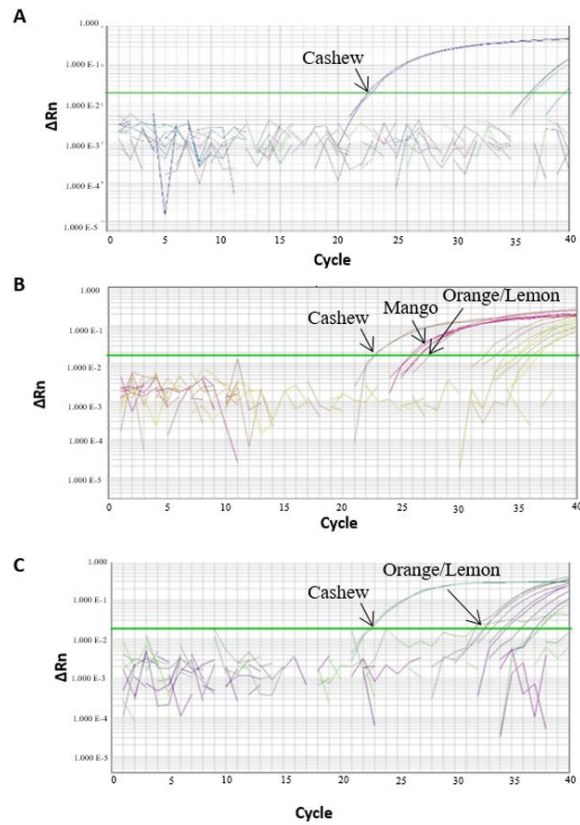 A
ΔRn
1.000
1.000 E-1
1.000 E-2
1.000 E-3
1.000 E-4
1.000 E-5
Cashew
0 5 10 15 20 25 30 35 40
Cycle
B
ΔRn
1.000
1.000 E-1
1.000 E-2
1.000 E-3
1.000 E-4
1.000 E-5
Orange/Lemon
Mango
Cashew
0 5 10 15 20 25 30 35 40
Cycle
C
ΔRn
1.000
1.000 E-1
1.000 E-2
1.000 E-3
1.000 E-4
1.000 E-5
Orange/Lemon
Cashew
0 5 10 15 20 25 30 35 40
Cycle